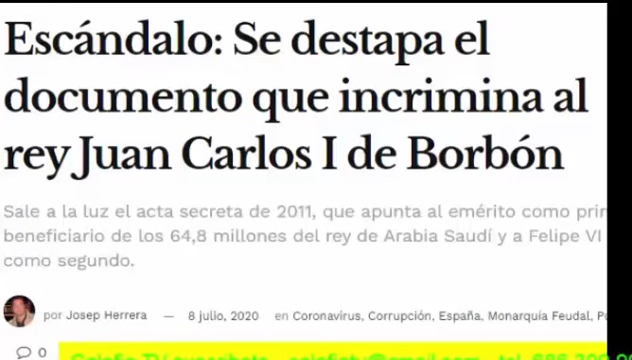 Escándalo: Se destapa el
documento que incrimina al
rey Juan Carlos I de Borbón
Sale a la luz el acta secreta de 2011, que apunta al emérito como prin
beneficiario de los 64,8 millones del rey de Arabia Saudí y a Felipe VI
como segundo.
por Josep Herrera — 8 julio, 2020 en Coronavirus, Corrupción, España, Monarquía Feudal,
0